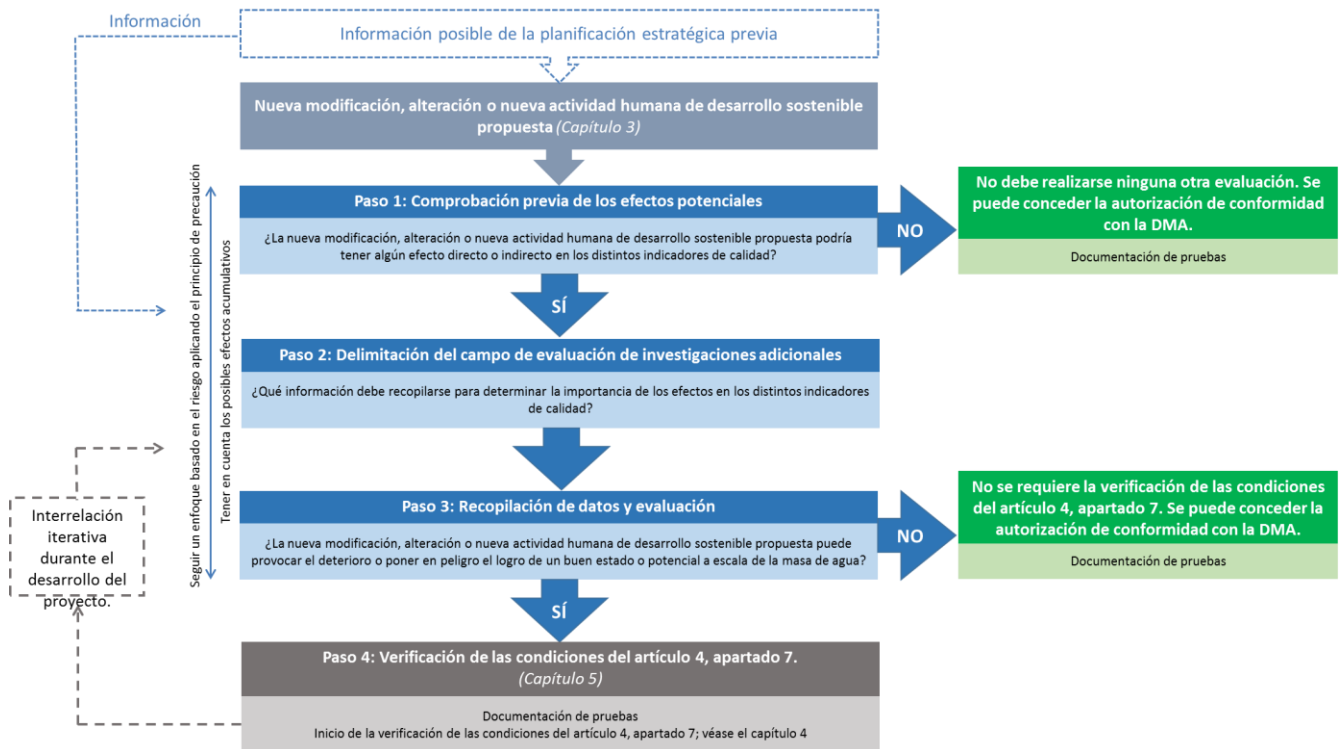 Información
Información posible de la planificación estratégica previa
Nueva modificación, alteración o nueva actividad humana de desarrollo sostenible
propuesta (Capítulo 3)
Seguir un enfoque basado en el riesgo aplicando el principio de precaución
Tener en cuenta los posibles efectos acumulativos
Paso 1: Comprobación previa de los efectos potenciales
¿La nueva modificación, alteración o nueva actividad humana de desarrollo sostenible propuesta podría
tener algún efecto directo o indirecto en los distintos indicadores de calidad?
NO
No debe realizarse ninguna otra evaluación. Se
puede conceder la autorización de conformidad
con la DMA.
Documentación de pruebas
SÍ
Paso 2: Delimitación del campo de evaluación de investigaciones adicionales
¿Qué información debe recopilarse para determinar la importancia de los efectos en los distintos indicadores
de calidad?
Paso 3: Recopilación de datos y evaluación
¿La nueva modificación, alteración o nueva actividad humana de desarrollo sostenible propuesta puede
provocar el deterioro o poner en peligro el logro de un buen estado o potencial a escala de la masa de agua?
NO
No se requiere la verificación de las condiciones
del artículo 4, apartado 7. Se puede conceder la
autorización de conformidad con la DMA.
Documentación de pruebas
Interrelación
iterativa
durante el
desarrollo del
proyecto.
SÍ
Paso 4: Verificación de las condiciones del artículo 4, apartado 7.
(Capítulo 5)
Documentación de pruebas
Inicio de la verificación de las condiciones del artículo 4, apartado 7; véase el capítulo 4